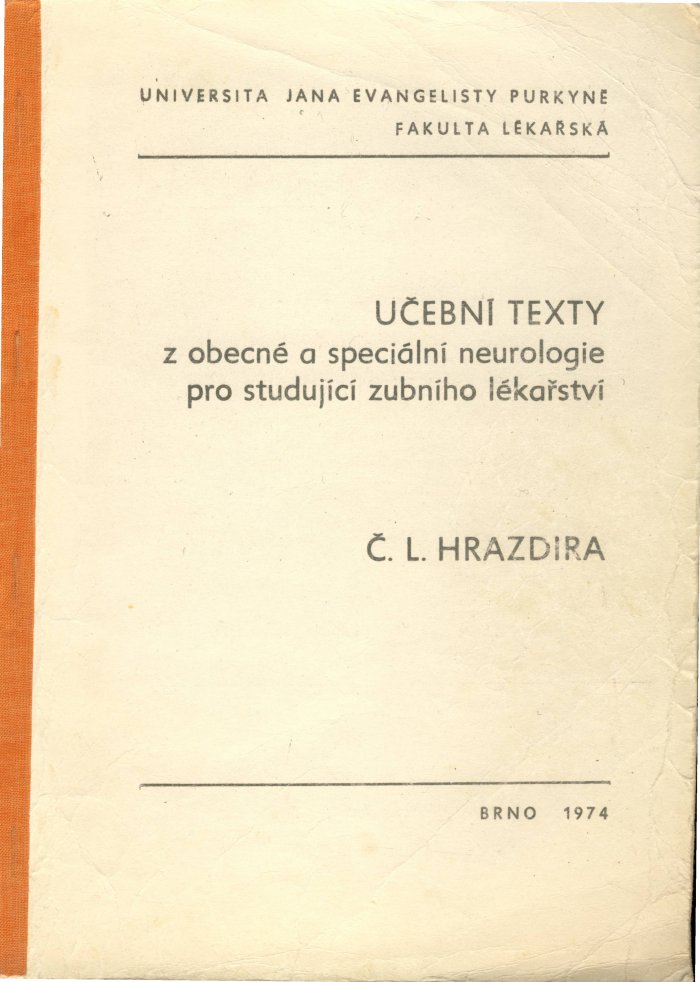 UNIVERSITA JANA EVANGELISTY PURKYNĚ
FAKULTA LÉKAŘSKÁ
UČEBNÍ TEXTY
z obecné a speciální neurologie
pro studující zubního lékařství
Č. L. HRAZDIRA
BRNO 1974